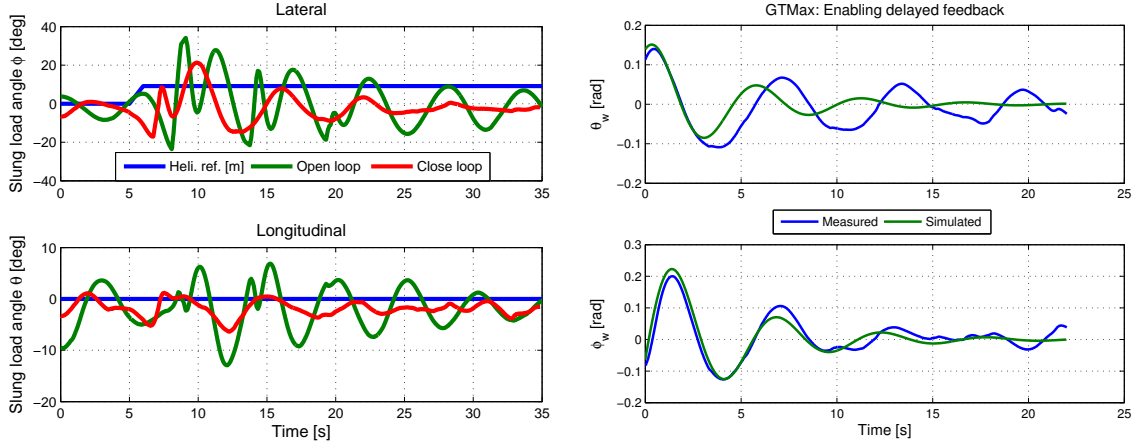 Lateral
Slung load angle ϕ [deg]
40
20
0
−20
−40
0 5 10 15 20 25 30 35
Heli. ref. [m] Open loop Close loop
Longitudinal
Slung load angle θ [deg]
10
0
−10
−20
0 5 10 15 20 25 30 35
Time [s]
GTMax: Enabling delayed feedback
θw [rad]
0.2
0.1
0
−0.1
−0.2
0 5 10 15 20 25
Measured Simulated
ϕw [rad]
0.3
0.2
0.1
0
−0.1
−0.2
0 5 10 15 20 25
Time [s]